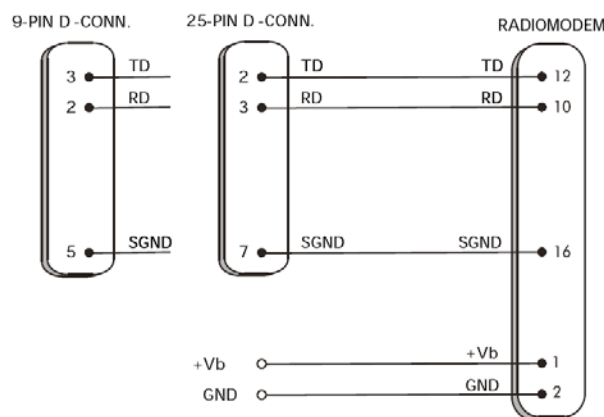 9-PIN D -CONN. 25-PIN D -CONN. RADIOMODEM
3 TD 2 TD TD 12
2 RD 3 RD RD 10
5 SGND 7 SGND SGND 16
+Vb +Vb 1
GND GND 2